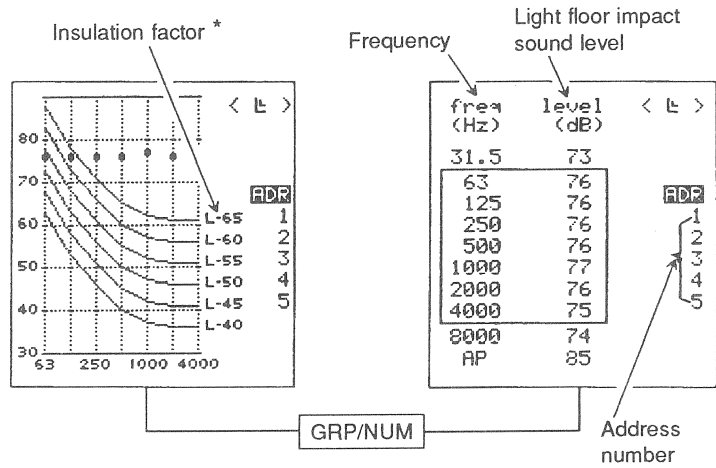 Insulation factor *
Frequency
Light floor impact
sound level
< LL >
80
70
60
50
40
30
63 250 1000 4000
L-65
L-60
L-55
L-50
L-45
L-40
ADR
1
2
3
4
5
freq level < LL >
(Hz) (dB)
31.5 73
63 76
125 76
250 76
500 76
1000 77
2000 76
4000 75
8000 74
AP 85
ADR
1
2
3
4
5
GRP/NUM
Address
number